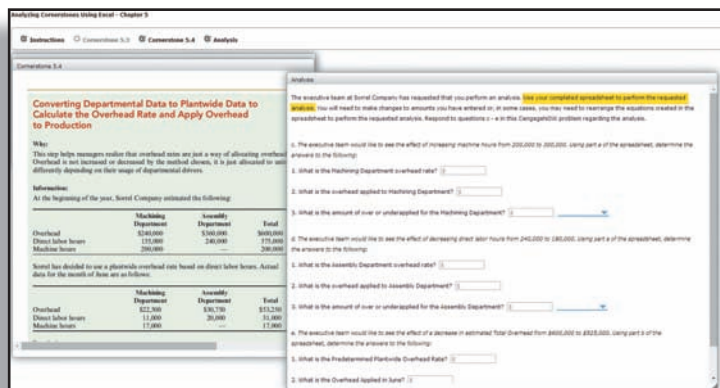 Analyzing Cornerstones Using Excel - Chapter 5
Instructions Cornerstone 5.3 Cornerstone 5.4 Analysis
Cornerstone 5.4
Converting Departmental Data to Plantwide Data to
Calculate the Overhead Rate and Apply Overhead
to Production
Why:
This step helps managers realize that overhead rates are just a way of allocating overhead
Overhead is not increased or decreased by the method chosen, it is just allocated to units
differently depending on their usage of departmental drivers.
Information:
At the beginning of the year, Sorrel Company estimated the following:
Machining Department Assembly Department Total
Overhead $240,000 $360,000 $600,000
Direct labor hours 135,000 240,000 375,000
Machine hours 200,000 — 200,000
Sorrel has decided to use a plantwide overhead rate based on direct labor hours. Actual
data for the month of June are as follows:
Machining Department Assembly Department Total
Overhead $22,500 $30,750 $53,250
Direct labor hours 11,000 20,000 31,000
Machine hours 17,000 — 17,000
Analysis
The executive team at Sorrel Company has requested that you perform an analysis. Use your completed spreadsheet to perform the requested
analysis. You will need to make changes to amounts you have entered or, in some cases, you may need to rearrange the equations created in the
spreadsheet to perform the requested analysis. Respond to questions c - e in this CengageNOW problem regarding the analysis.
c. The executive team would like to see the effect of increasing machine hours from 200,000 to 300,000. Using part a of the spreadsheet, determine the
answers to the following:
1. What is the Machining Department overhead rate? $
2. What is the overhead applied to Machining Department? $
3. What is the amount of over or underapplied for the Machining Department? $
d. The executive team would like to see the effect of decreasing direct labor hours from 240,000 to 180,000. Using part a of the spreadsheet, determine
the answers to the following:
1. What is the Assembly Department overhead rate? $
2. What is the overhead applied to Assembly Department? $
3. What is the amount of over or underapplied for the Assembly Department? $
e. The executive team would like to see the effect of a decrease in estimated Total Overhead from $600,000 to $525,000. Using part b of the
spreadsheet, determine the answers to the following:
1. What is the Predetermined Plantwide Overhead Rate? $
2. What is the Overhead Applied in June? $